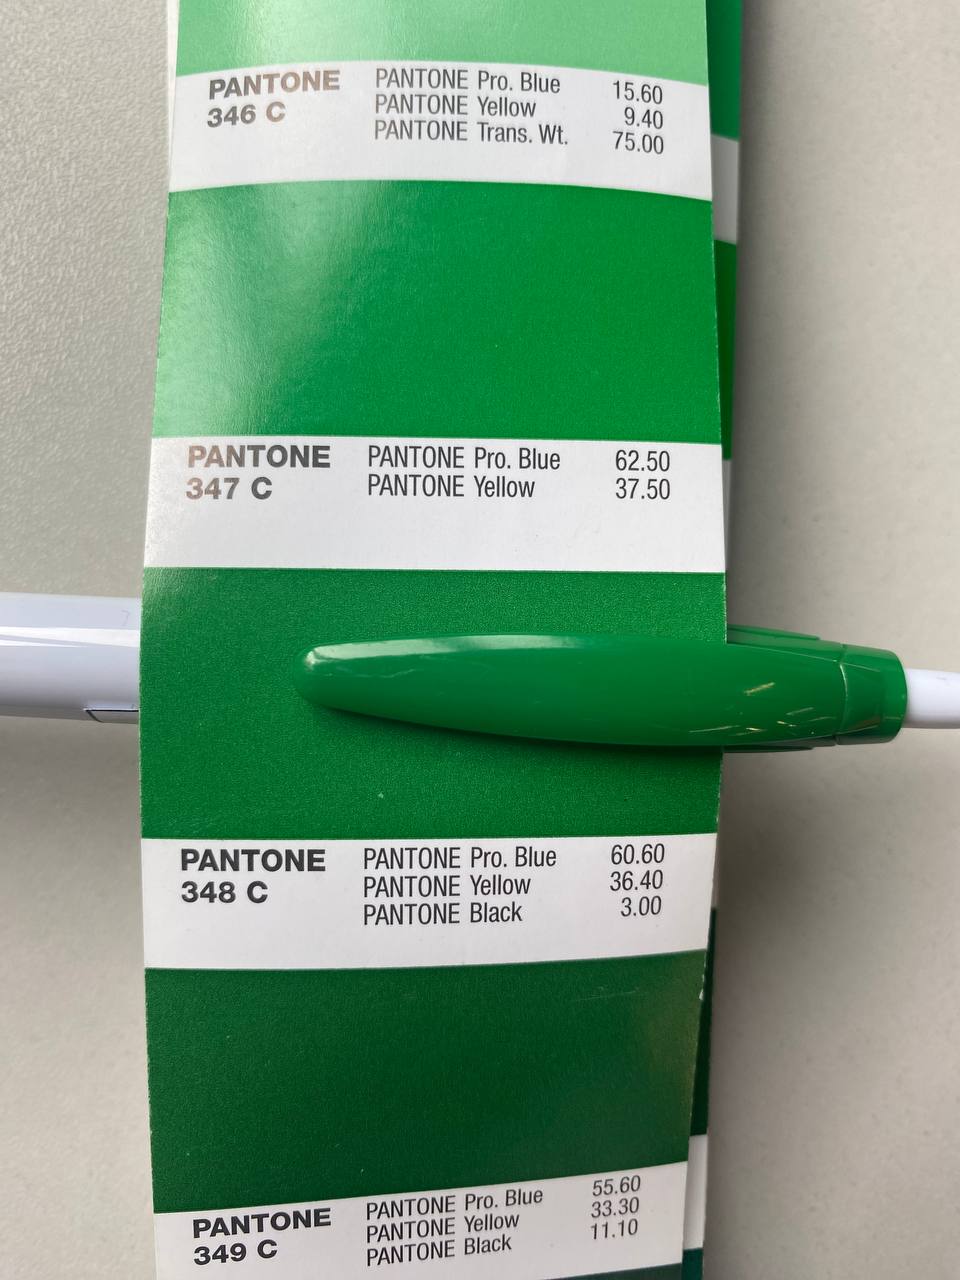 PANTONE
346 C
PANTONE Pro. Blue 15.60
PANTONE Yellow 9.40
PANTONE Trans. Wt. 75.00
PANTONE
347 C
PANTONE Pro. Blue 62.50
PANTONE Yellow 37.50
PANTONE
348 C
PANTONE Pro. Blue 60.60
PANTONE Yellow 36.40
PANTONE Black 3.00
PANTONE
349 C
PANTONE Pro. Blue 55.60
PANTONE Yellow 33.30
PANTONE Black 11.10